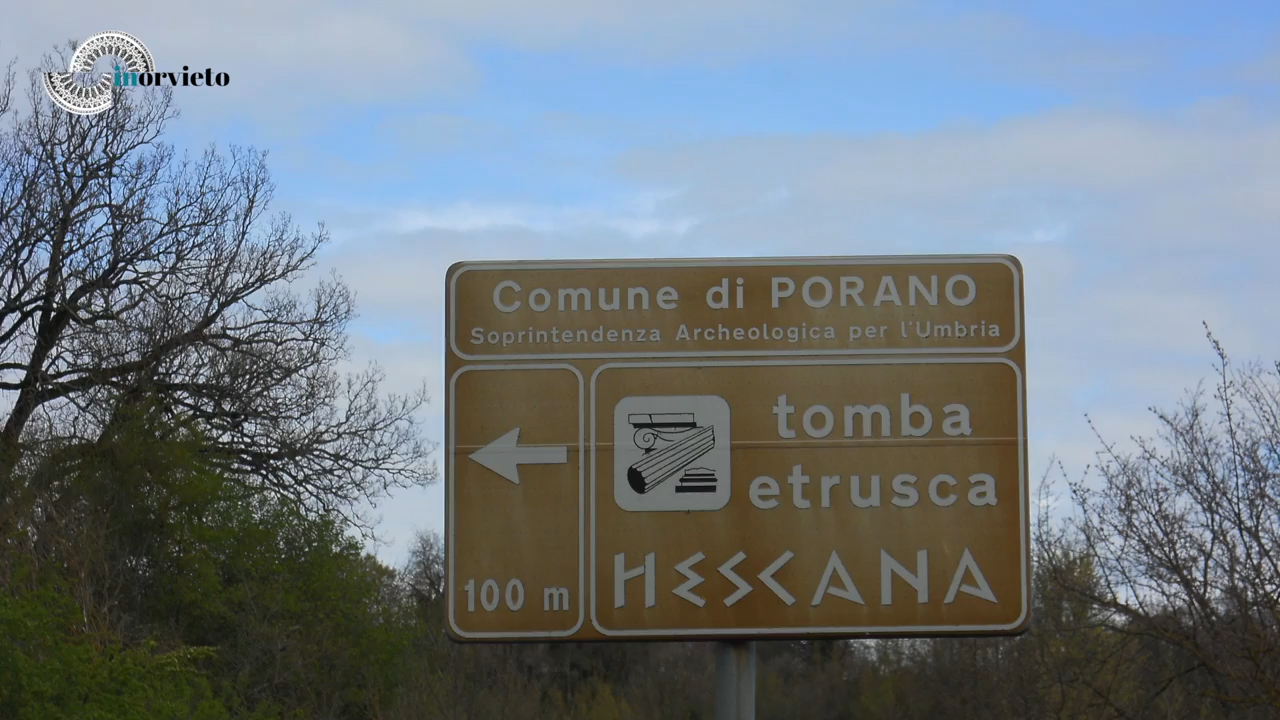 inorvieto
Comune di PORANO
Soprintendenza Archeologica per l'Umbria
tomba
etrusca
HESCANA
100 m